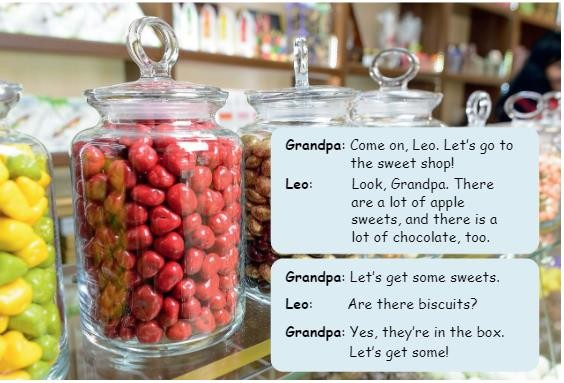 Grandpa: Come on, Leo. Let's go to
the sweet shop!
Leo: Look, Grandpa. There
are a lot of apple
sweets, and there is a
lot of chocolate, too.
Grandpa: Let's get some sweets.
Leo: Are there biscuits?
Grandpa: Yes, they're in the box.
Let's get some!